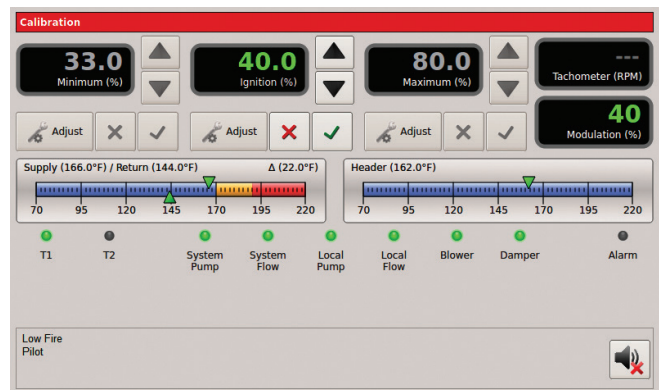 Calibration
33.0
Minimum (%)
40.0
Ignition (%)
80.0
Maximum (%)
---
Tachometer (RPM)
Adjust
Adjust
Adjust
40
Modulation (%)
Supply (166.0°F) / Return (144.0°F) Δ (22.0°F)
70 95 120 145 170 195 220
Header (162.0°F)
70 95 120 145 170 195 220
T1
T2
System Pump
System Flow
Local Pump
Local Flow
Blower
Damper
Alarm
Low Fire
Pilot